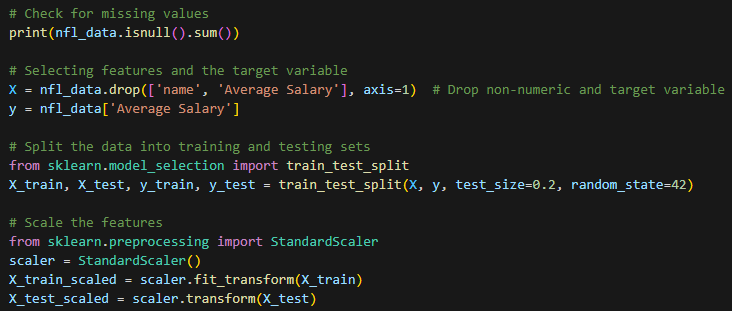 # Check for missing values
print(nfl_data.isnull().sum())
# Selecting features and the target variable
X = nfl_data.drop(['name', 'Average Salary'], axis=1)  # Drop non-numeric and target variable
y = nfl_data['Average Salary']
# Split the data into training and testing sets
from sklearn.model_selection import train_test_split
X_train, X_test, y_train, y_test = train_test_split(X, y, test_size=0.2, random_state=42)
# Scale the features
from sklearn.preprocessing import StandardScaler
scaler = StandardScaler()
X_train_scaled = scaler.fit_transform(X_train)
X_test_scaled = scaler.transform(X_test)